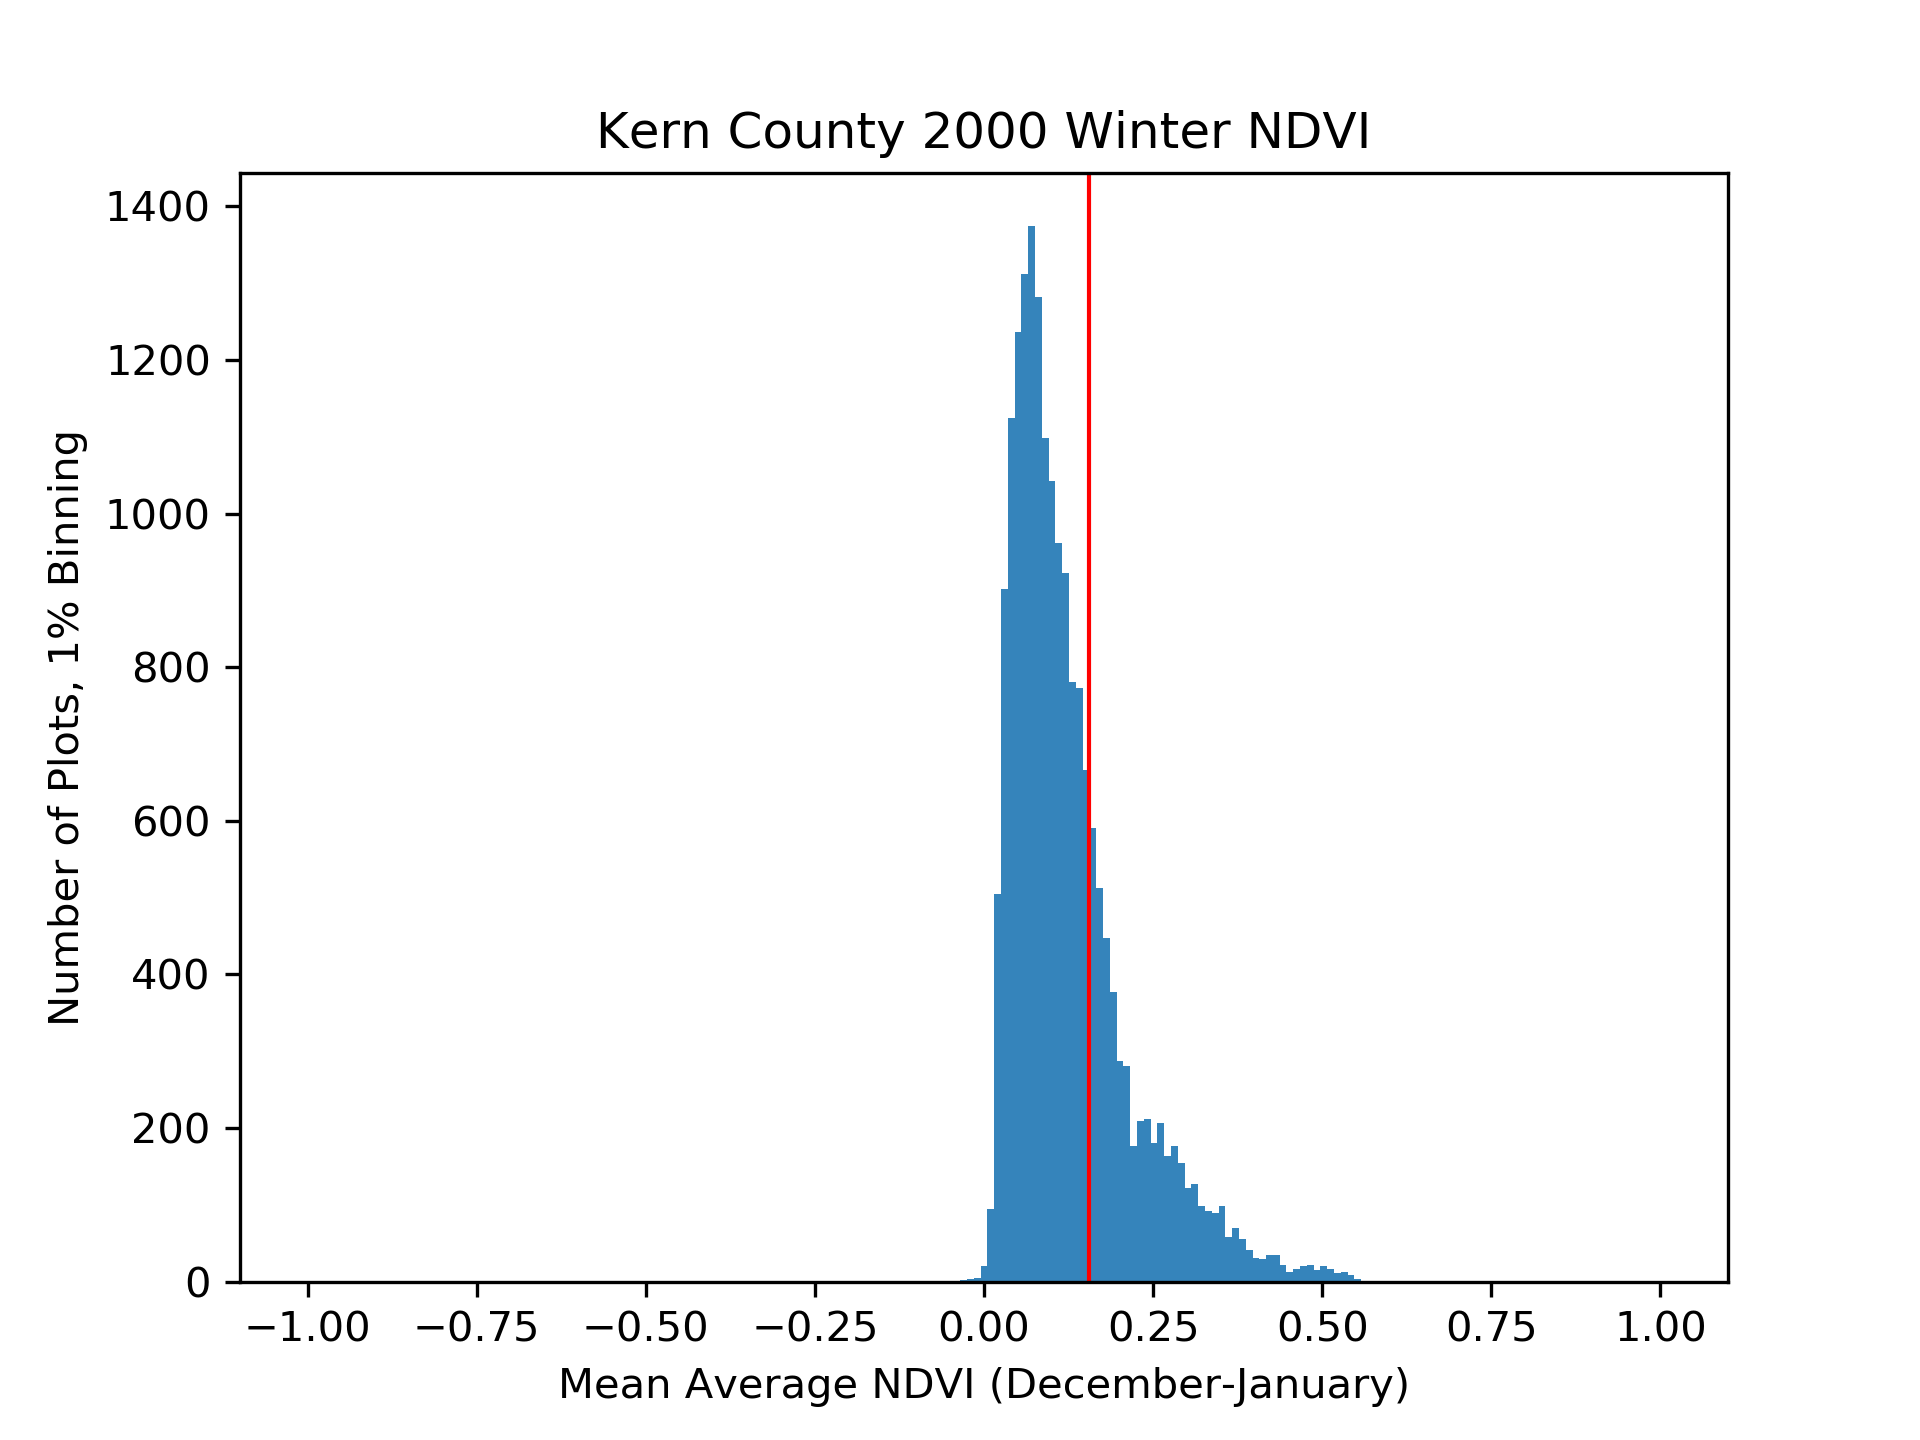 Kern County 2000 Winter NDVI
1400
1200
1000
800
600
400
200
0
Number of Plots, 1% Binning
−1.00 −0.75 −0.50 −0.25 0.00 0.25 0.50 0.75 1.00
Mean Average NDVI (December-January)